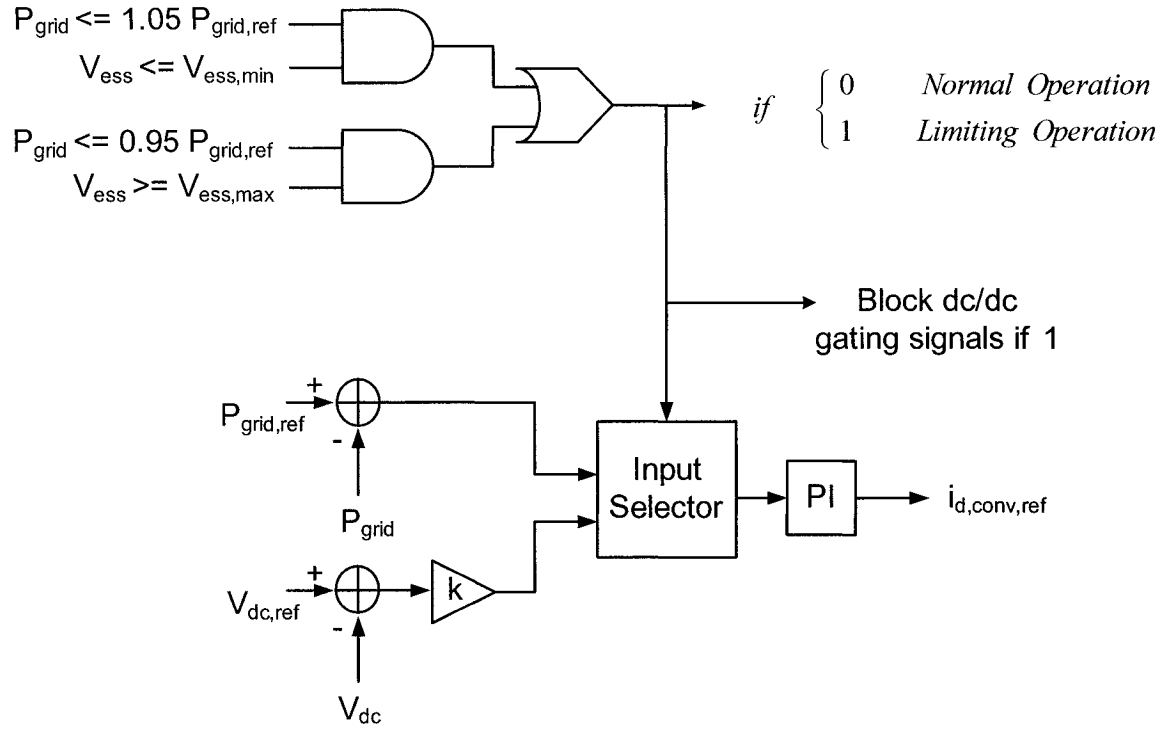 P_grid <= 1.05 P_grid,ref
V_ess <= V_ess,min
P_grid <= 0.95 P_grid,ref
V_ess >= V_ess,max
if { 0 Normal Operation
1 Limiting Operation
Block dc/dc
gating signals if 1
+
P_grid,ref
-
P_grid
Input
Selector
PI
i_d,conv,ref
+
V_dc,ref
-
k
V_dc